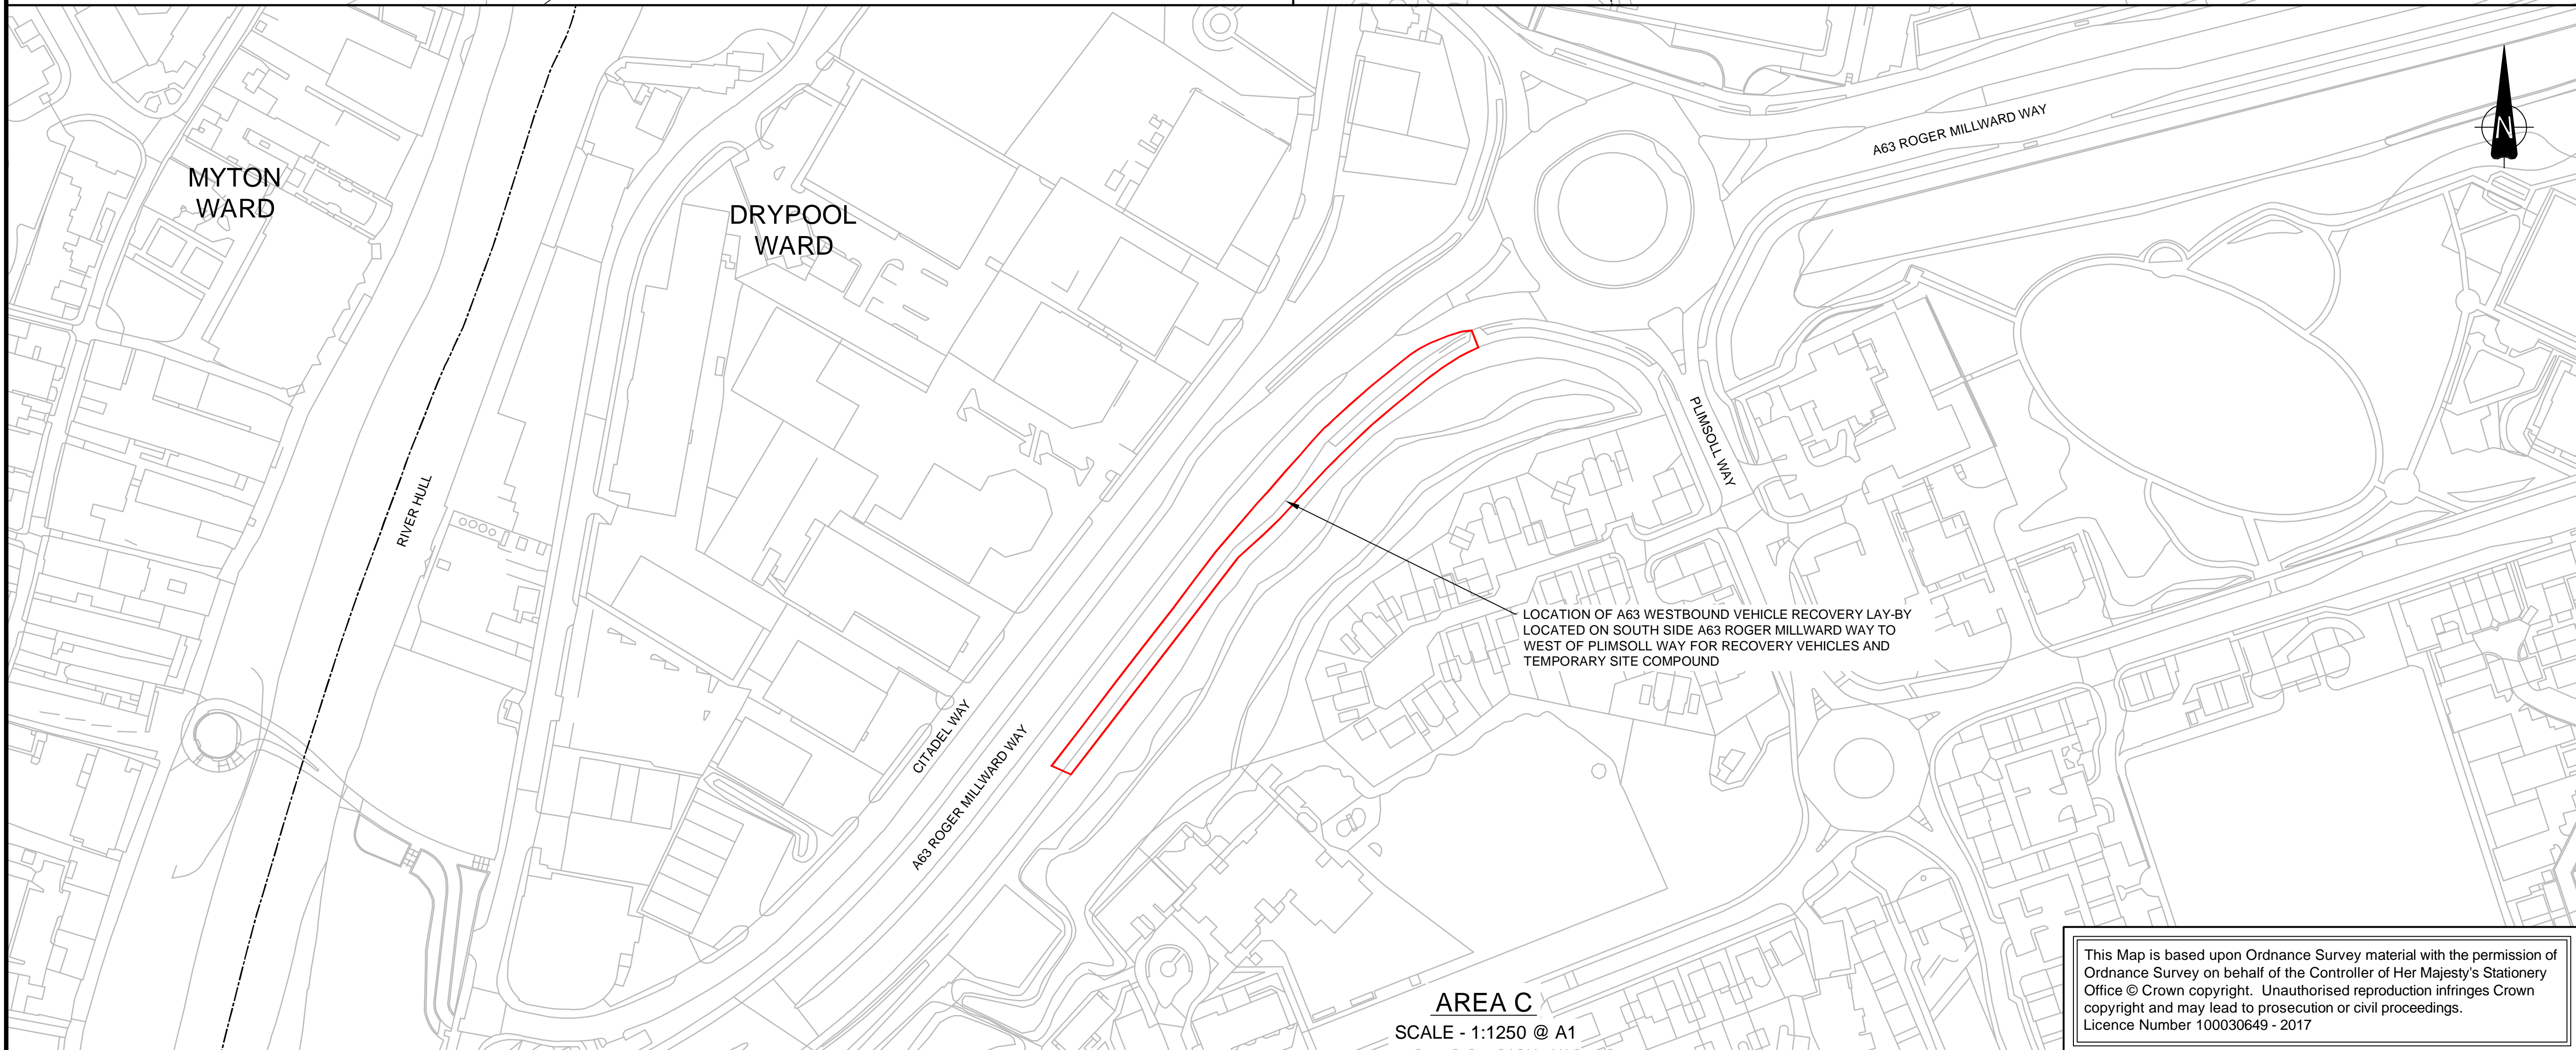 MYTON
WARD
DRYPOOL
WARD
A63 ROGER MILLWARD WAY
N
RIVER HULL
PLIMSOLL WAY
LOCATION OF A63 WESTBOUND VEHICLE RECOVERY LAY-BY
LOCATED ON SOUTH SIDE A63 ROGER MILLWARD WAY TO
WEST OF PLIMSOLL WAY FOR RECOVERY VEHICLES AND
TEMPORARY SITE COMPOUND
CITADEL WAY
A63 ROGER MILLWARD WAY
AREA C
SCALE - 1:1250 @ A1
This Map is based upon Ordnance Survey material with the permission of
Ordnance Survey on behalf of the Controller of Her Majesty's Stationery
Office © Crown copyright.  Unauthorised reproduction infringes Crown
copyright and may lead to prosecution or civil proceedings.
Licence Number 100030649 - 2017